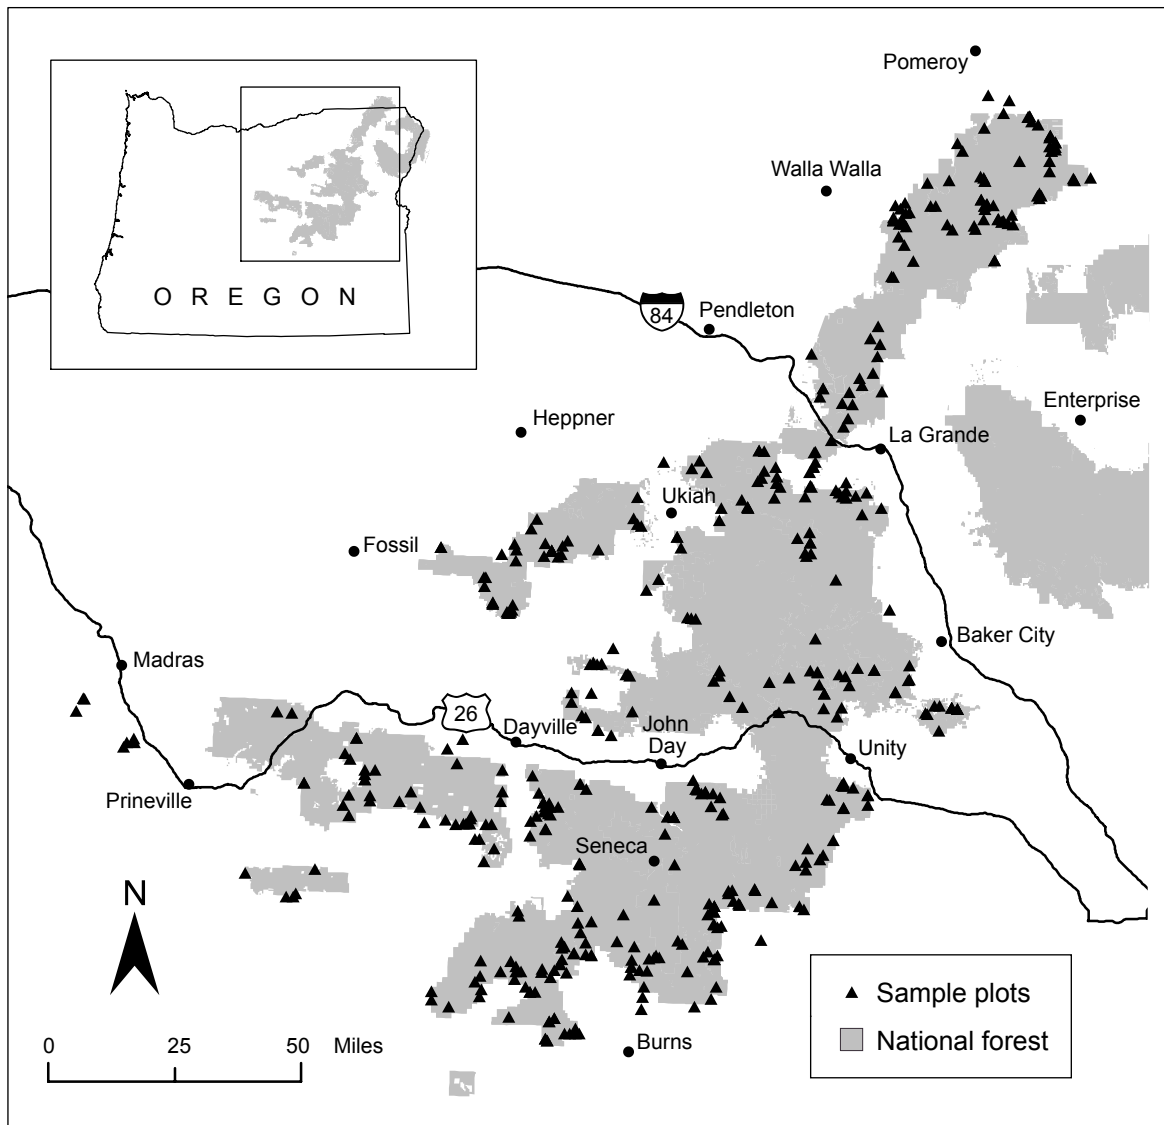 Pomeroy
Walla Walla
OREGON
84
Pendleton
Enterprise
Heppner
La Grande
Ukiah
Fossil
Baker City
Madras
26
Dayville
John
Day
Unity
Prineville
Seneca
N
Sample plots
National forest
0 25 50 Miles
Burns